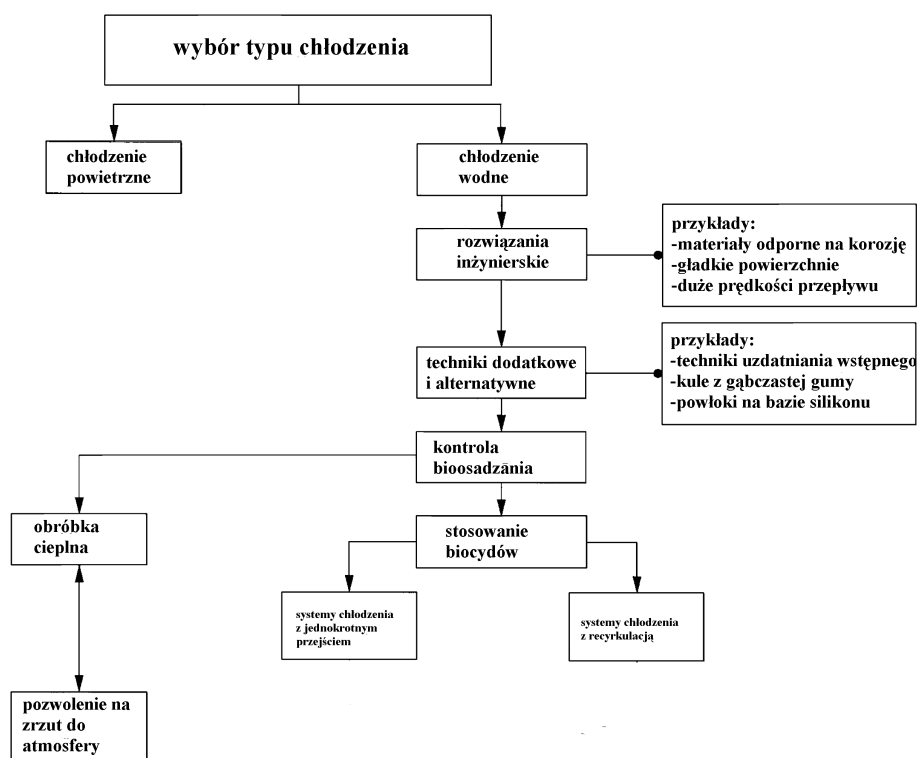 wybór typu chłodzenia
chłodzenie
powietrzne
chłodzenie
wodne
rozwiązania
inżynierskie
przykłady:
-materiały odporne na korozję
-gładkie powierzchnie
-duże prędkości przepływu
techniki dodatkowe
i alternatywne
przykłady:
-techniki uzdatniania wstępnego
-kule z gąbczastej gumy
-powłoki na bazie silikonu
kontrola
bioosadzānia
obróbka
cieplna
stosowanie
biocydów
systemy chłodzenia
z jednokrotnym
przejściem
systemy chłodzenia
z recyrkulacją
pozwolenie na
zrzut do
atmosfery